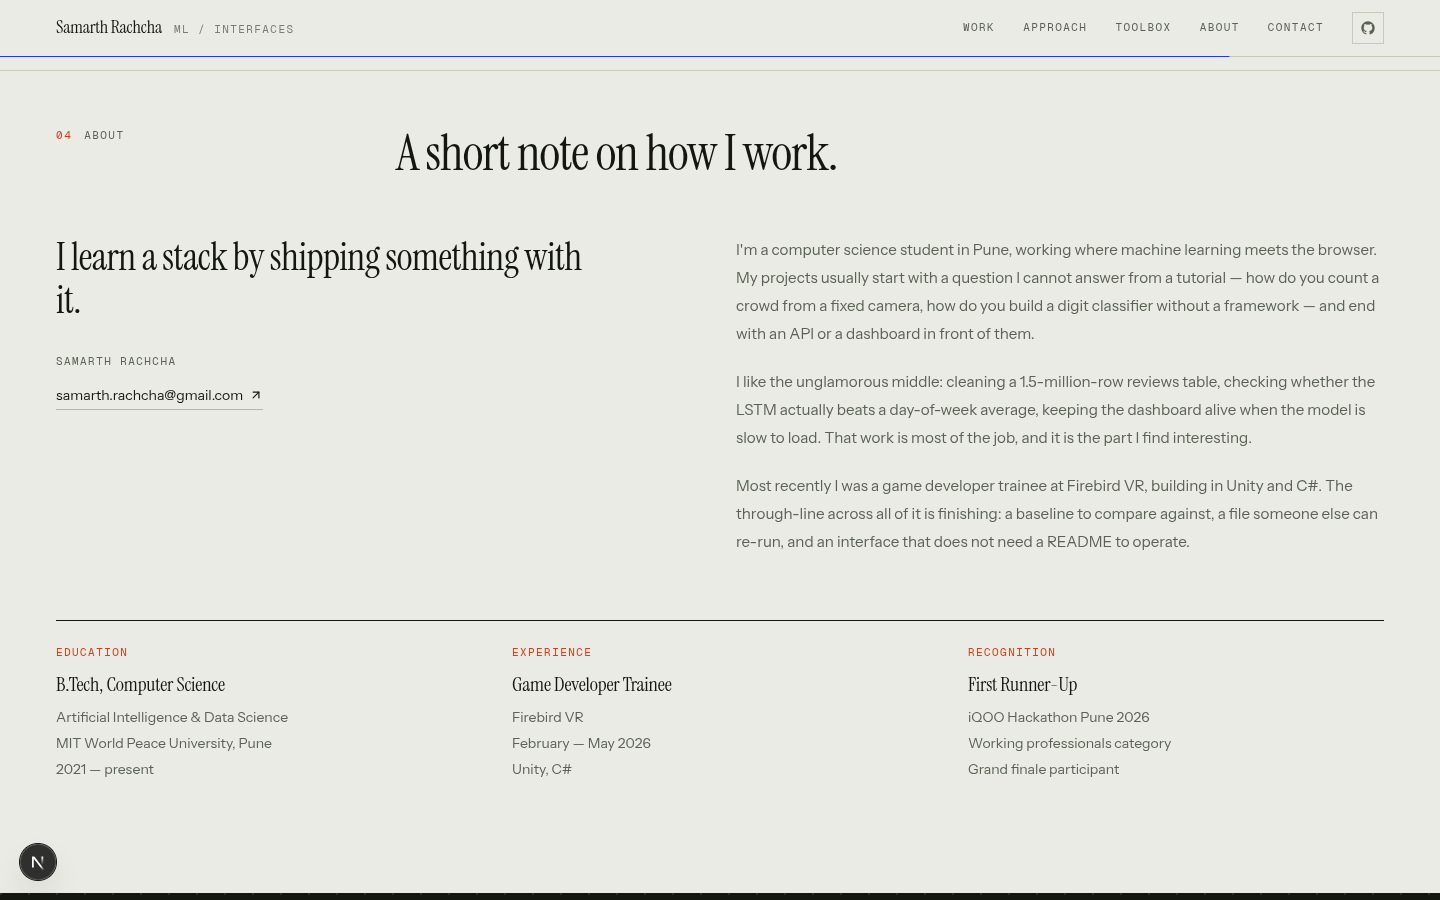 Samarth Rachcha ML / INTERFACES
WORK APPROACH TOOLBOX ABOUT CONTACT
04 ABOUT
A short note on how I work.
I learn a stack by shipping something with
it.
SAMARTH RACHCHA
samarth.rachcha@gmail.com
I'm a computer science student in Pune, working where machine learning meets the browser.
My projects usually start with a question I cannot answer from a tutorial — how do you count a
crowd from a fixed camera, how do you build a digit classifier without a framework — and end
with an API or a dashboard in front of them.
I like the unglamorous middle: cleaning a 1.5-million-row reviews table, checking whether the
LSTM actually beats a day-of-week average, keeping the dashboard alive when the model is
slow to load. That work is most of the job, and it is the part I find interesting.
Most recently I was a game developer trainee at Firebird VR, building in Unity and C#. The
through-line across all of it is finishing: a baseline to compare against, a file someone else can
re-run, and an interface that does not need a README to operate.
EDUCATION
B.Tech, Computer Science
Artificial Intelligence & Data Science
MIT World Peace University, Pune
2021 — present
EXPERIENCE
Game Developer Trainee
Firebird VR
February — May 2026
Unity, C#
RECOGNITION
First Runner-Up
iQOO Hackathon Pune 2026
Working professionals category
Grand finale participant
N